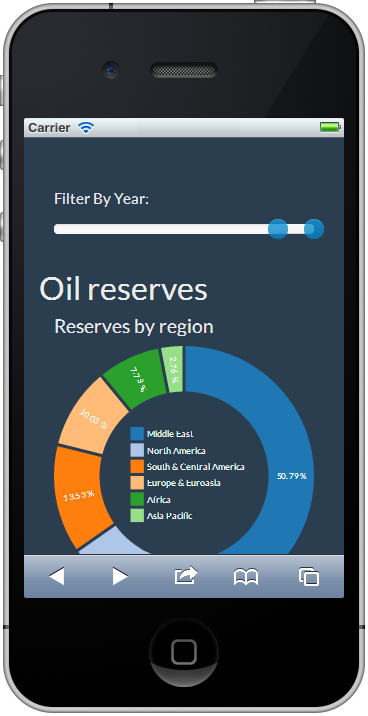 Carrier
Filter By Year:
Oil reserves
Reserves by region
2.76 %
7.73 %
10.03 %
Middle East
North America
South & Central America
Europe & Euroasia
Africa
Asia Pacific
13.53 %
50.79 %